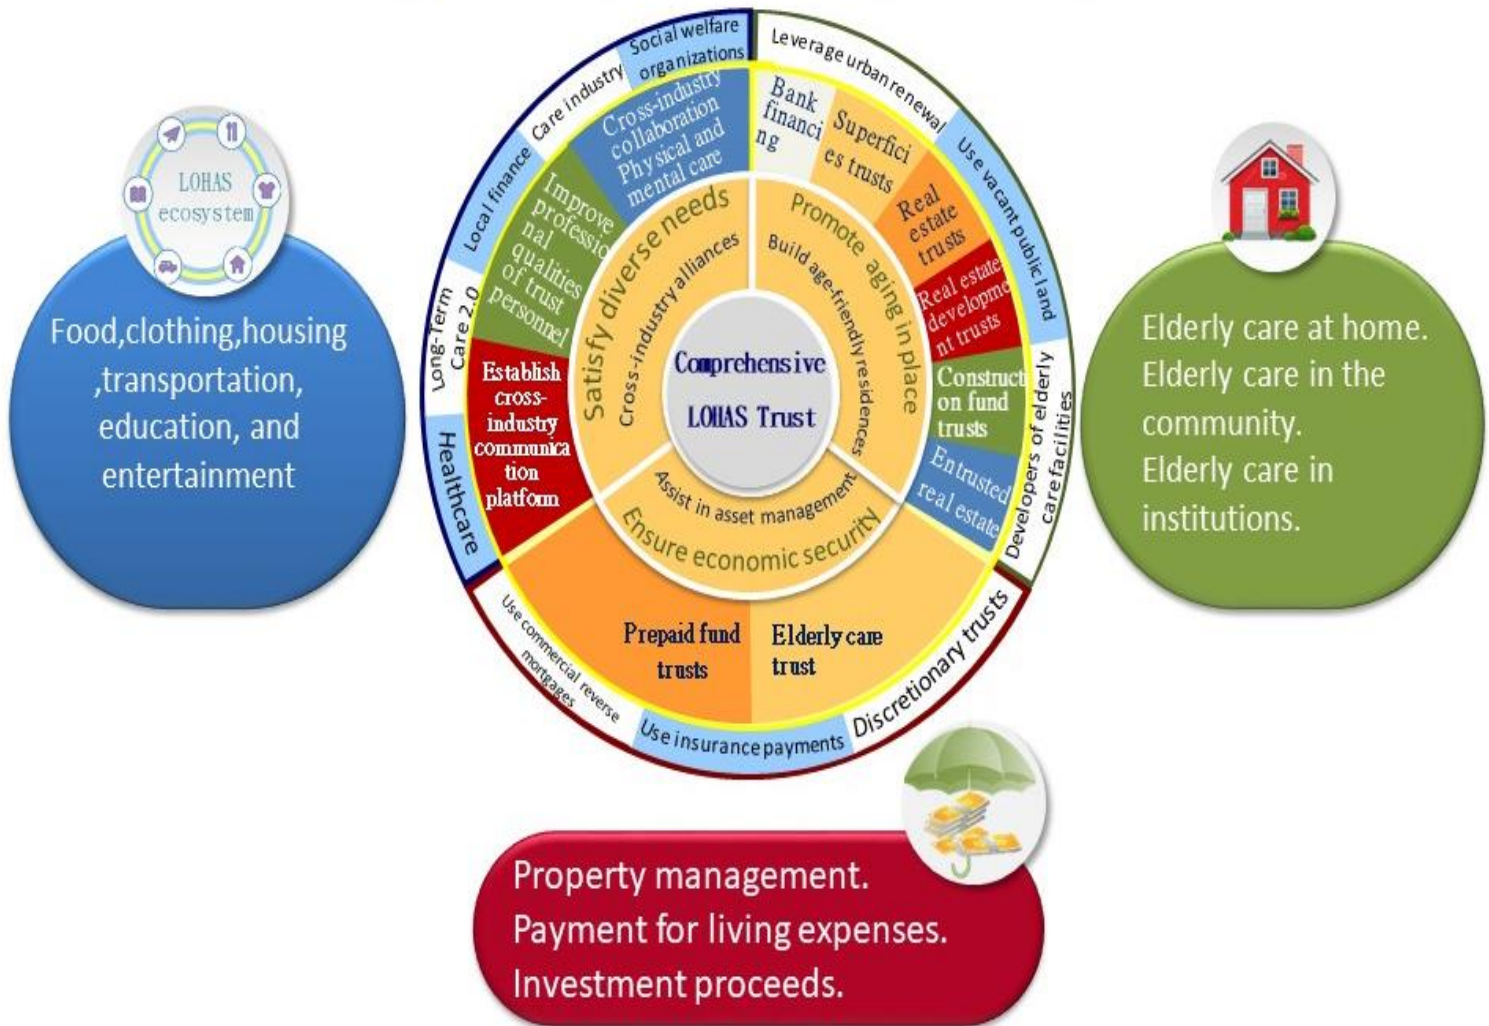 Social welfare
organizations
Care industry
Local finance
Long-Term
Care 2.0
Healthcare
Leverage urban renewal
Use vacant public land
Developers of elderly
care facilities
Discretionary trusts
Use insurance payments
Use commercial reverse
mortgages
Cross-industry
collaboration
Physical and
mental care
Improve
professio
nal
qualities
of trust
personnel
Establish
cross-
industry
communica
tion
platform
Bank
financi
ng
Superfici
es trusts
Real
estate
trusts
Real estate
developme
nt trusts
Construct
on fund
trusts
Entrusted
real estate
Elderly care
trust
Prepaid fund
trusts
Satisfy diverse needs
Cross-industry alliances
Promote aging in place
Build age-friendly residences
Assist in asset management
Ensure economic security
Comprehensive
LOHAS Trust
LOHAS
ecosystem
Food,clothing,housing
,transportation,
education, and
entertainment
Elderly care at home.
Elderly care in the
community.
Elderly care in
institutions.
Property management.
Payment for living expenses.
Investment proceeds.